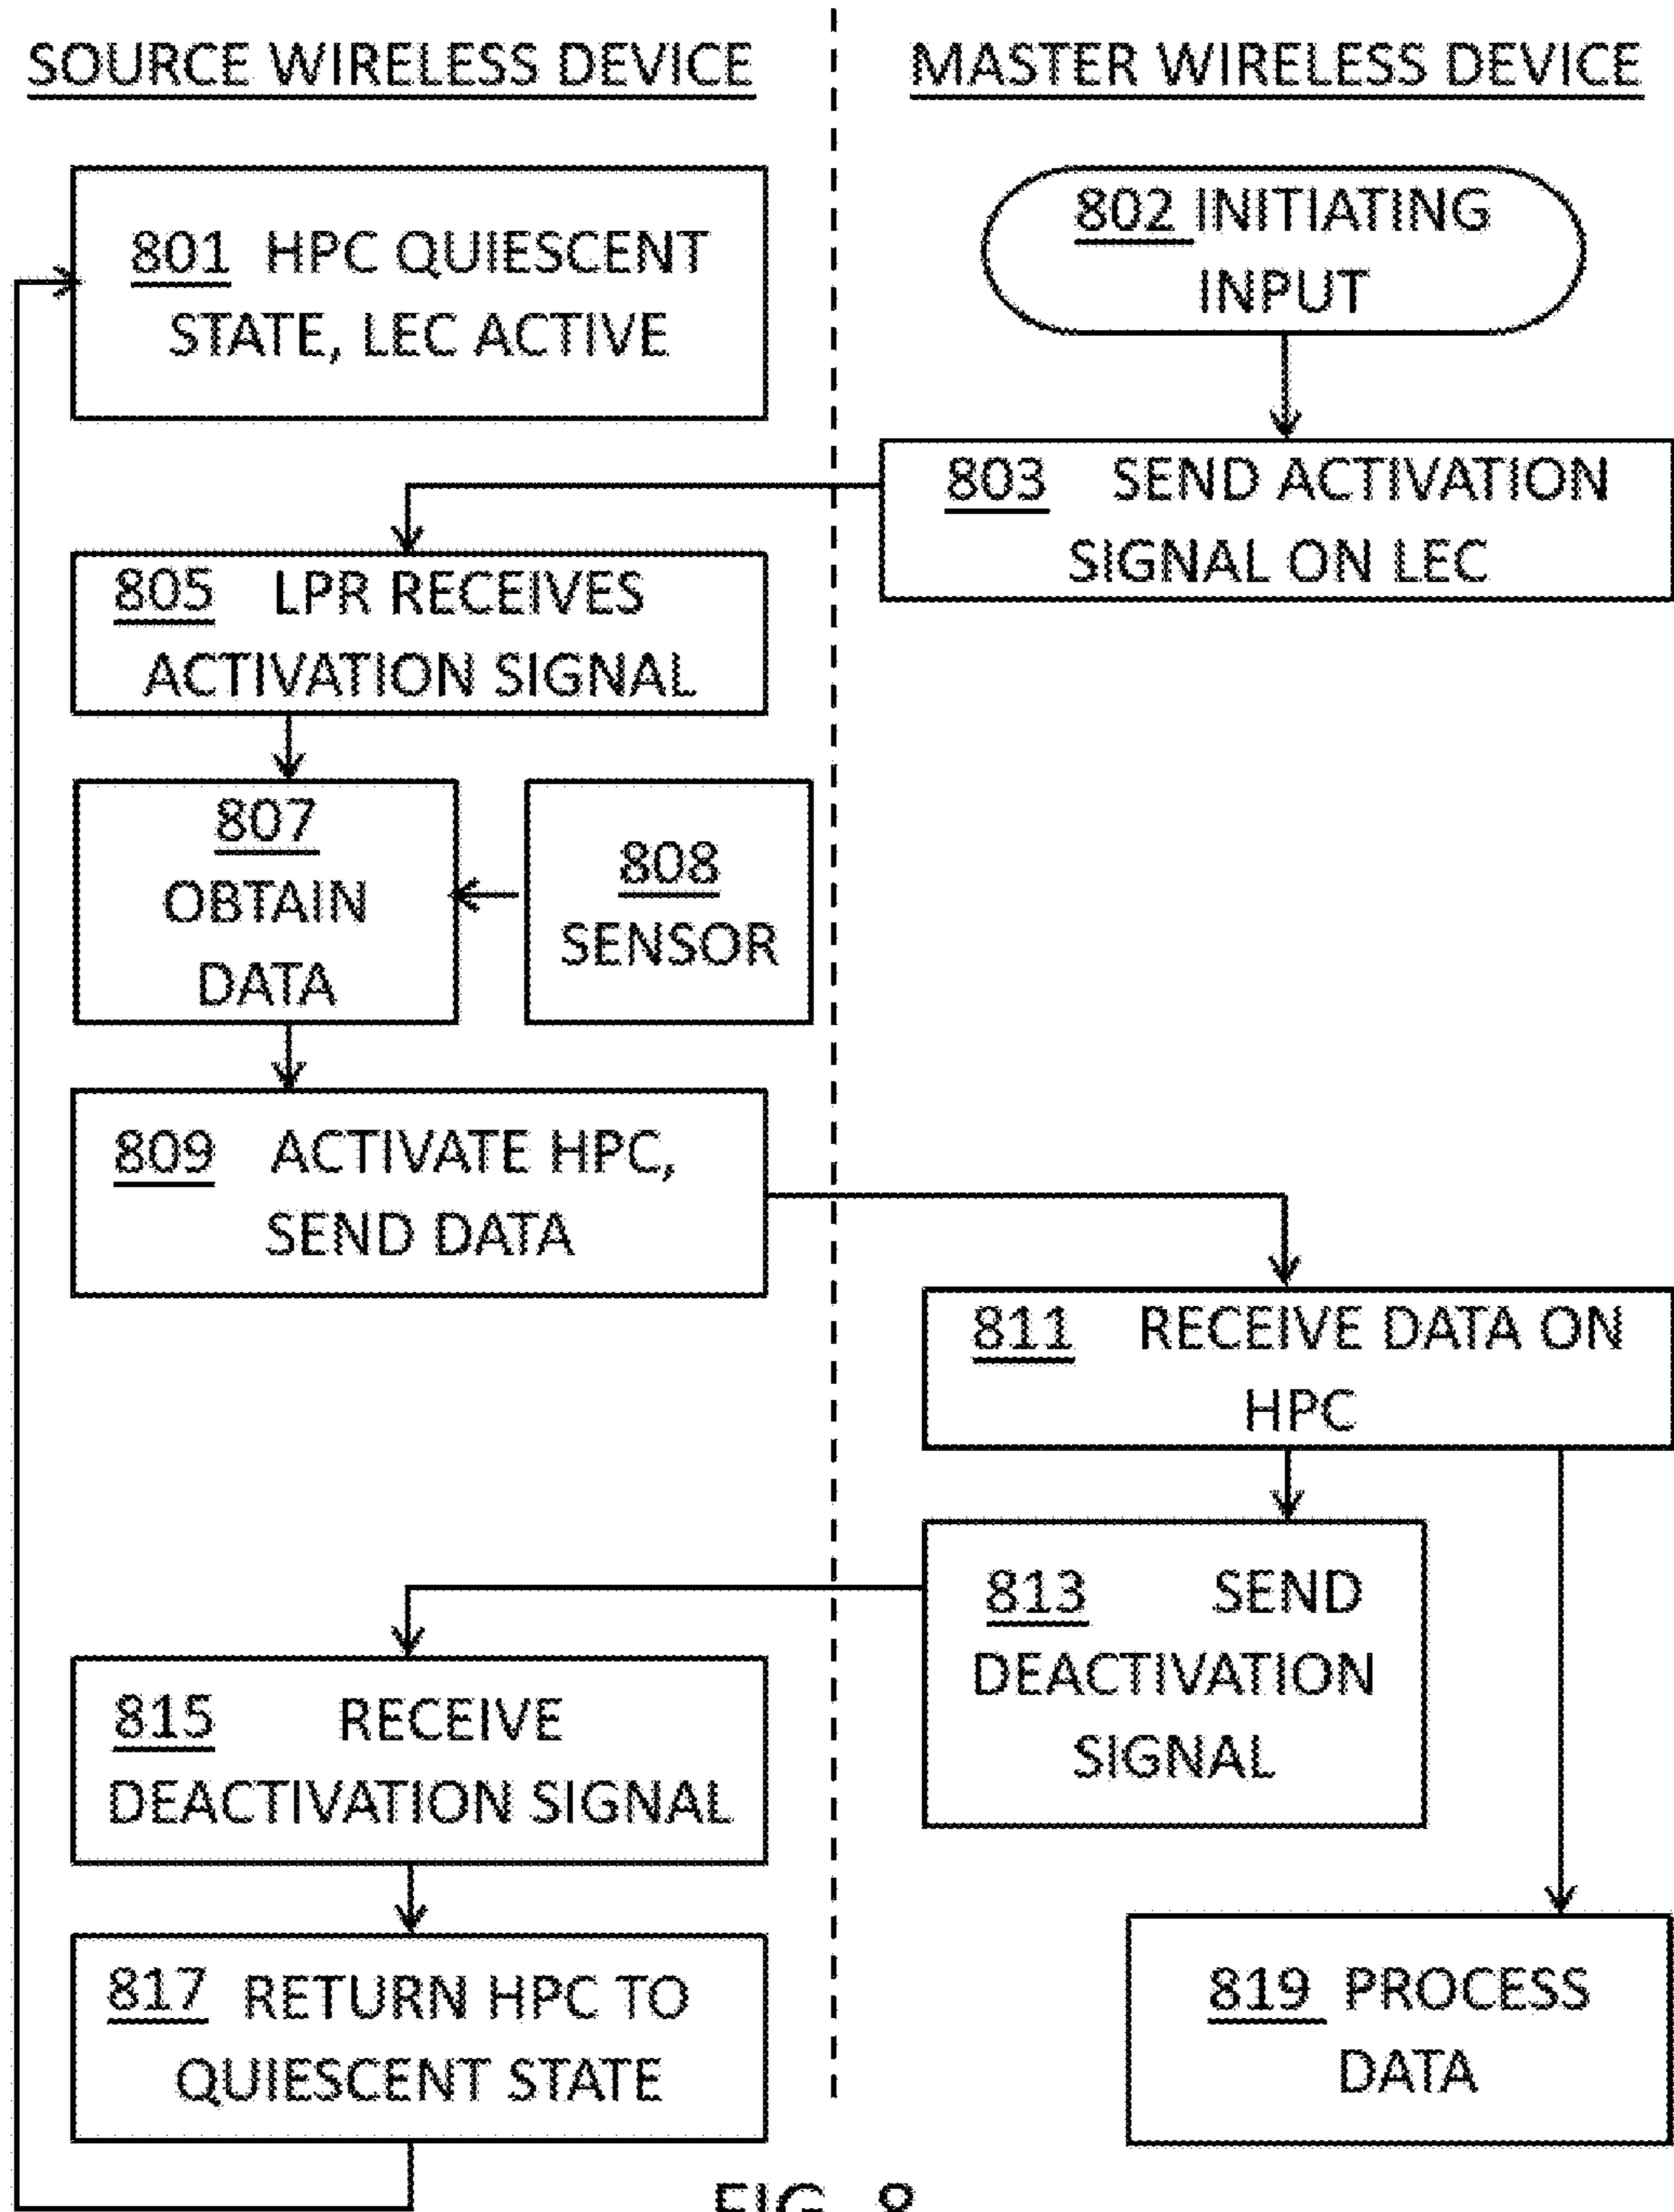 SOURCE WIRELESS DEVICE
MASTER WIRELESS DEVICE
801 HPC QUIESCENT
STATE, LEC ACTIVE
802 INITIATING
INPUT
803 SEND ACTIVATION
SIGNAL ON LEC
805 LPR RECEIVES
ACTIVATION SIGNAL
807
OBTAIN
DATA
808
SENSOR
809 ACTIVATE HPC,
SEND DATA
811 RECEIVE DATA ON
HPC
813 SEND
DEACTIVATION
SIGNAL
815 RECEIVE
DEACTIVATION SIGNAL
817 RETURN HPC TO
QUIESCENT STATE
819 PROCESS
DATA
FIG. 8